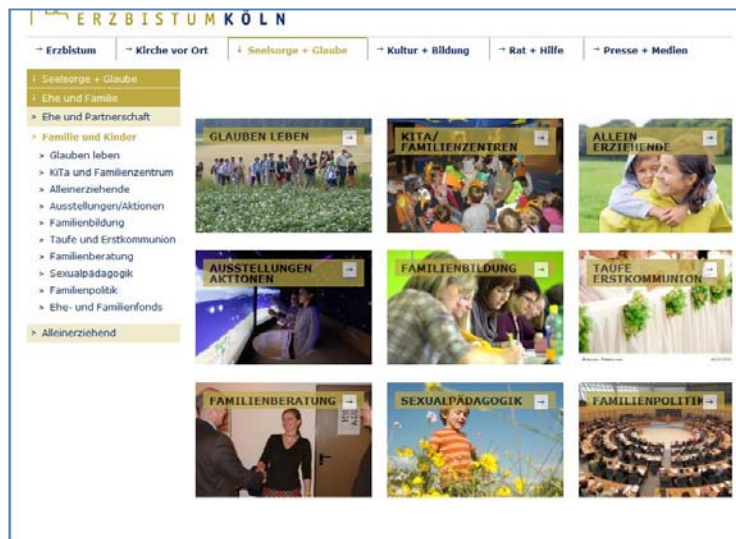 ERZBISTUMKÖLN
→ Erzbistum
→ Kirche vor Ort
↓ Seelsorge + Glaube
→ Kultur + Bildung
→ Rat + Hilfe
→ Presse + Medien
↓ Seelsorge + Glaube
↓ Ehe und Familie
> Ehe und Partnerschaft
> Familie und Kinder
> Glauben leben
> KiTa und Familienzentrum
> Alleinerziehende
> Ausstellungen/Aktionen
> Familienbildung
> Taufe und Erstkommunion
> Familienberatung
> Sexualpädagogik
> Familienpolitik
> Ehe- und Familienfonds
> Alleinerziehend
GLAUBEN LEBEN →
KITA/ →
FAMILIENZENTREN
ALLEIN →
ERZIEHENDE
AUSSTELLUNGEN →
AKTIONEN
FAMILIENBILDUNG →
TAUFE →
ERSTKOMMUNION
FAMILIENBERATUNG →
SEXUALPÄDAGOGIK →
FAMILIENPOLITIK →